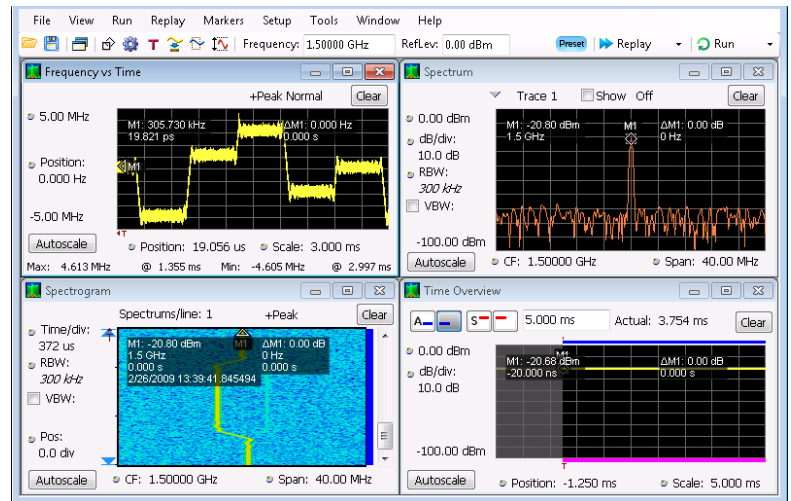 File View Run Replay Markers Setup Tools Window Help
T Frequency: 1.50000 GHz RefLev: 0.00 dBm Preset Replay Run
Frequency vs Time
+Peak Normal Clear
5.00 MHz
M1: 305.730 kHz ΔM1: 0.000 Hz
19.821 ps 0.000 s
Position:
0.000 Hz
M1
-5.00 MHz
T
Autoscale Position: 19.056 us Scale: 3.000 ms
Max: 4.613 MHz @ 1.355 ms Min: -4.605 MHz @ 2.997 ms
Spectrum
Trace 1 Show Off Clear
0.00 dBm
M1: -20.80 dBm M1 ΔM1: 0.00 dB
1.5 GHz 0 Hz
dB/div:
10.0 dB
RBW:
300 kHz
VBW:
-100.00 dBm
Autoscale CF: 1.50000 GHz Span: 40.00 MHz
Spectrogram
Spectrums/line: 1 +Peak Clear
Time/div:
372 us
M1: -20.80 dBm M1 ΔM1: 0.00 dB
1.5 GHz 0 Hz
0.000 s 0.000 s
2/26/2009 13:39:41.845494
RBW:
300 kHz
VBW:
Pos:
0.0 div
Autoscale CF: 1.50000 GHz Span: 40.00 MHz
Time Overview
A S 5.000 ms Actual: 3.754 ms Clear
0.00 dBm
M1: -20.68 dBm M1 ΔM1: 0.00 dB
-20.000 ns 0.000 s
dB/div:
10.0 dB
-100.00 dBm
T
Autoscale Position: -1.250 ms Scale: 5.000 ms